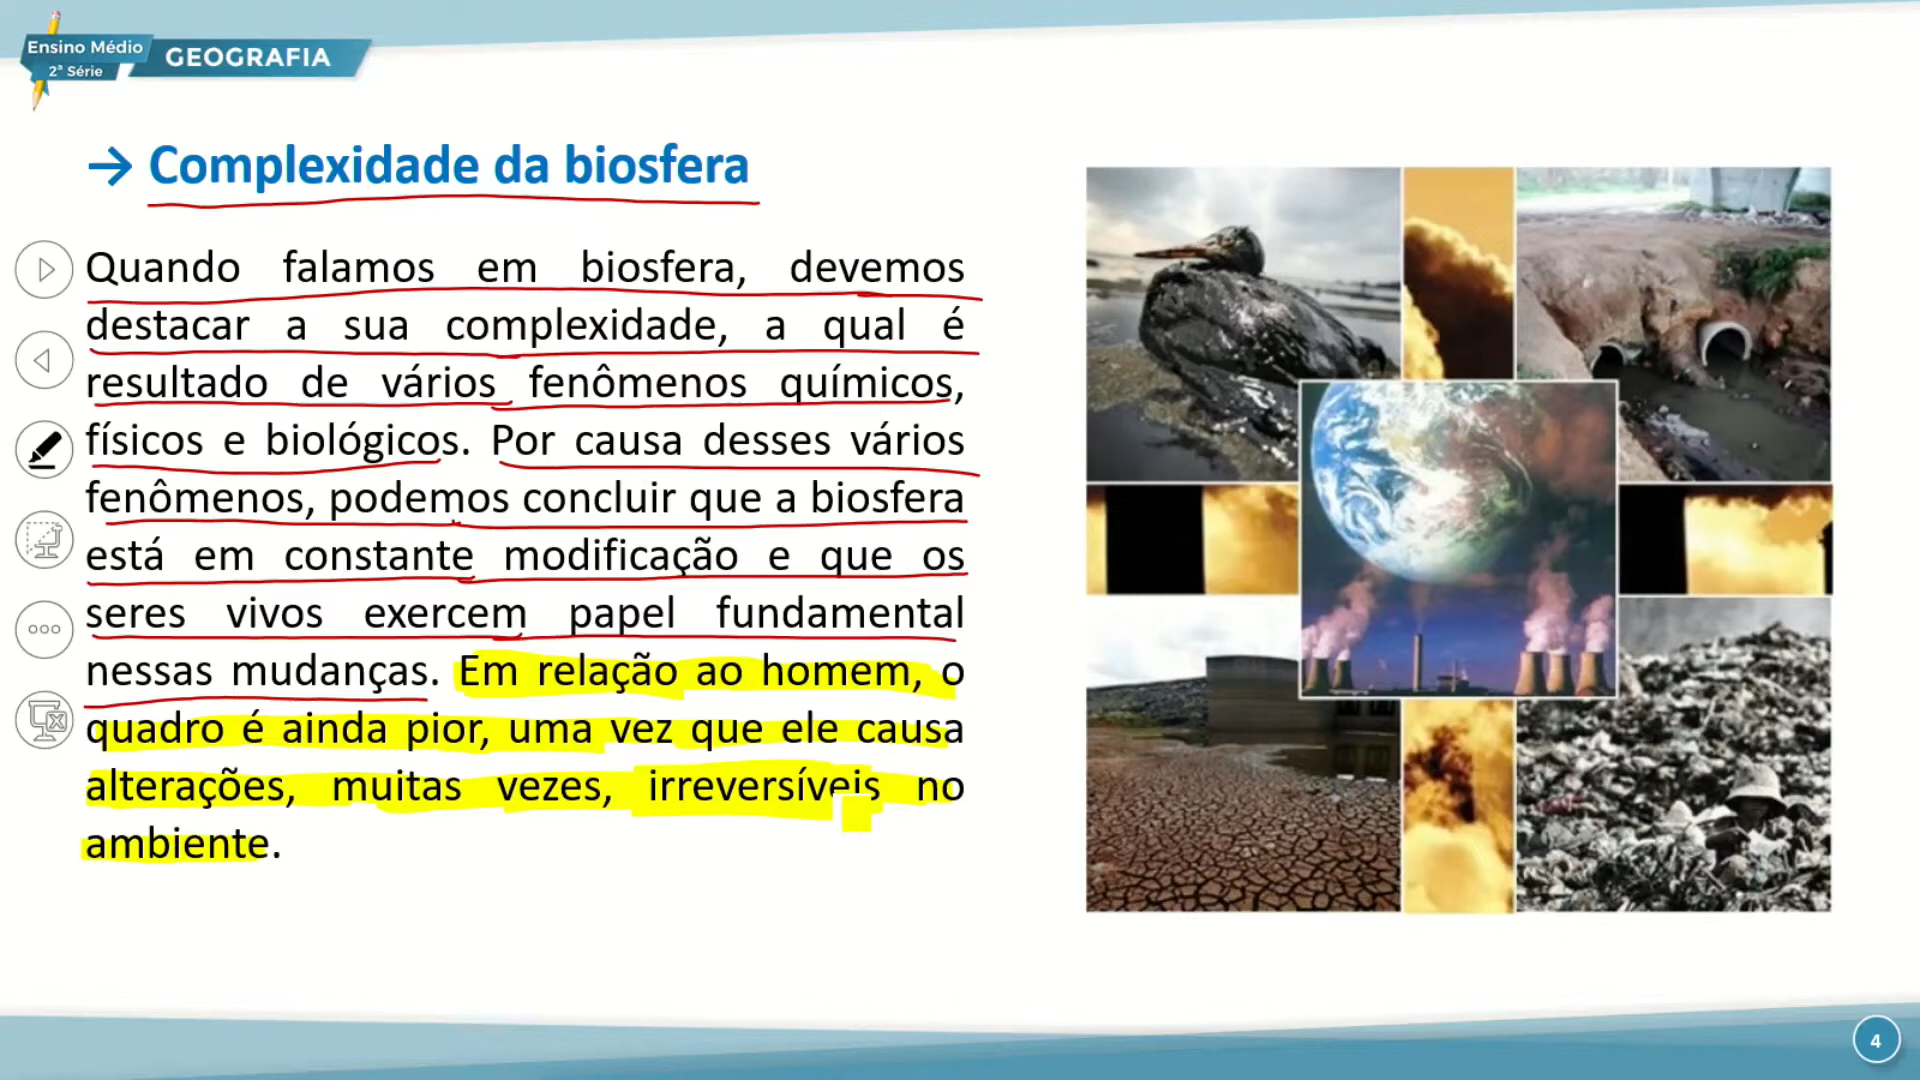 Ensino Médio
2ª Série
GEOGRAFIA
→ Complexidade da biosfera
Quando falamos em biosfera, devemos
destacar a sua complexidade, a qual é
resultado de vários fenômenos químicos,
físicos e biológicos. Por causa desses vários
fenômenos, podemos concluir que a biosfera
está em constante modificação e que os
seres vivos exercem papel fundamental
nessas mudanças. Em relação ao homem, o
quadro é ainda pior, uma vez que ele causa
alterações, muitas vezes, irreversíveis no
ambiente.
4